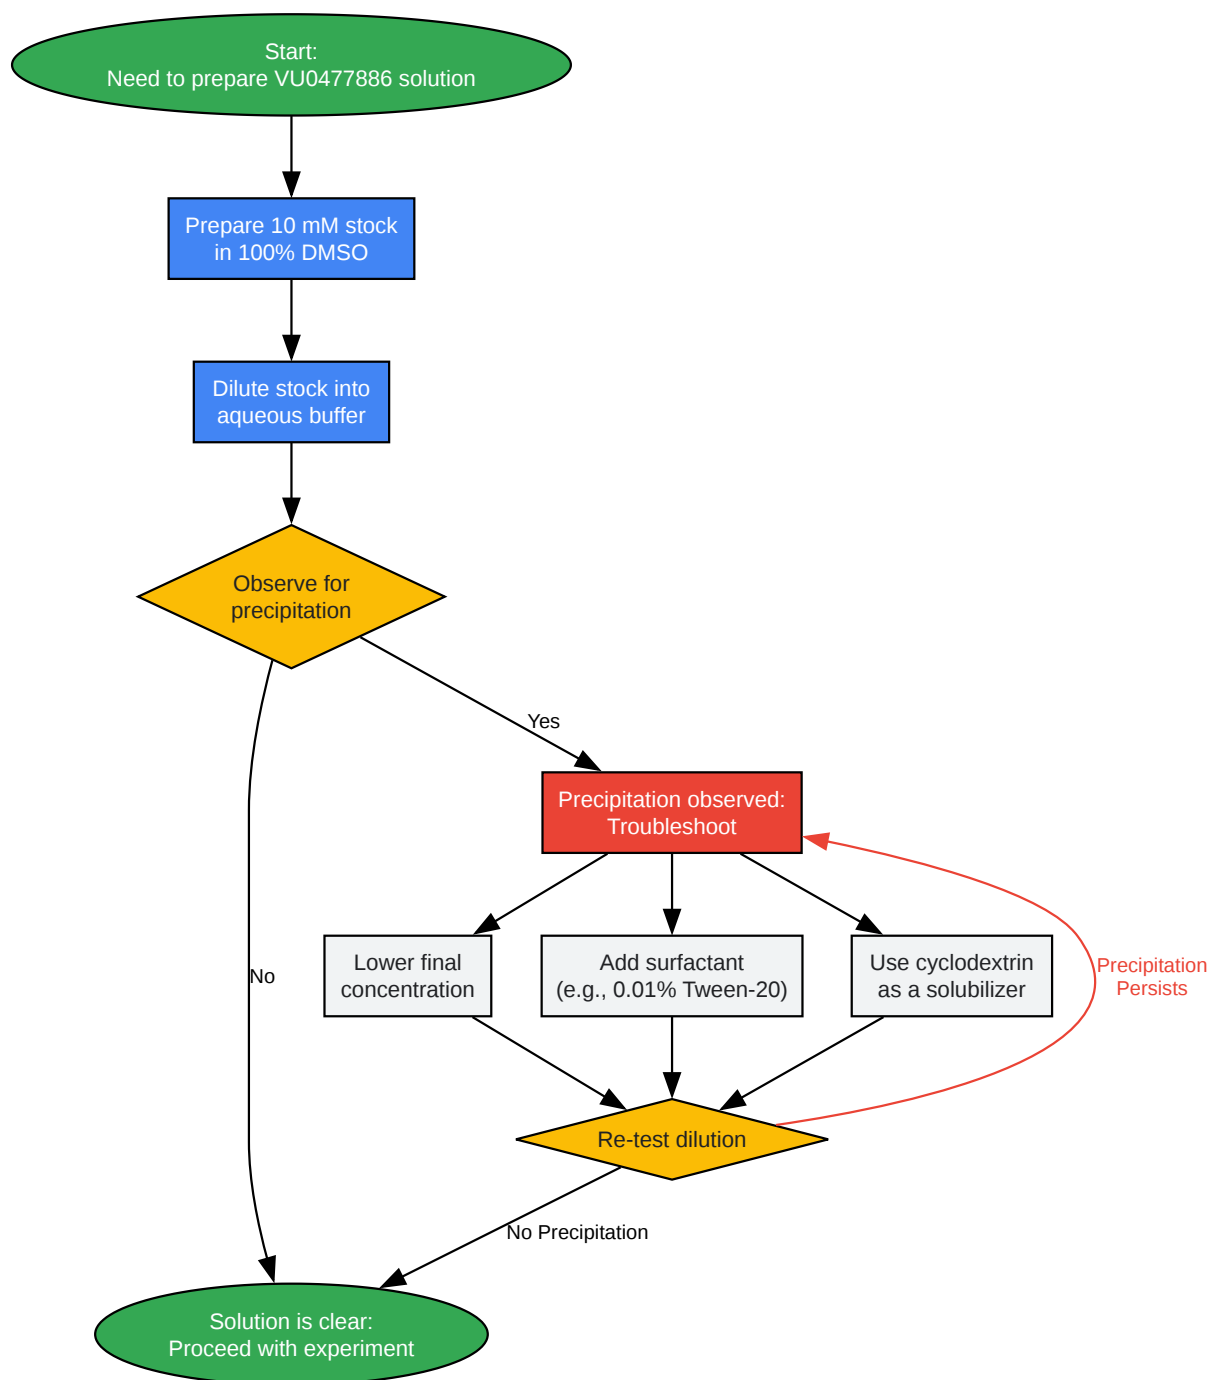 Start:
Need to prepare VU0477886 solution
Prepare 10 mM stock
in 100% DMSO
Dilute stock into
aqueous buffer
Observe for
precipitation
Yes
Precipitation observed:
Troubleshoot
Lower final
concentration
Add surfactant
(e.g., 0.01% Tween-20)
Use cyclodextrin
as a solubilizer
No
Precipitation
Persists
Re-test dilution
No Precipitation
Solution is clear:
Proceed with experiment